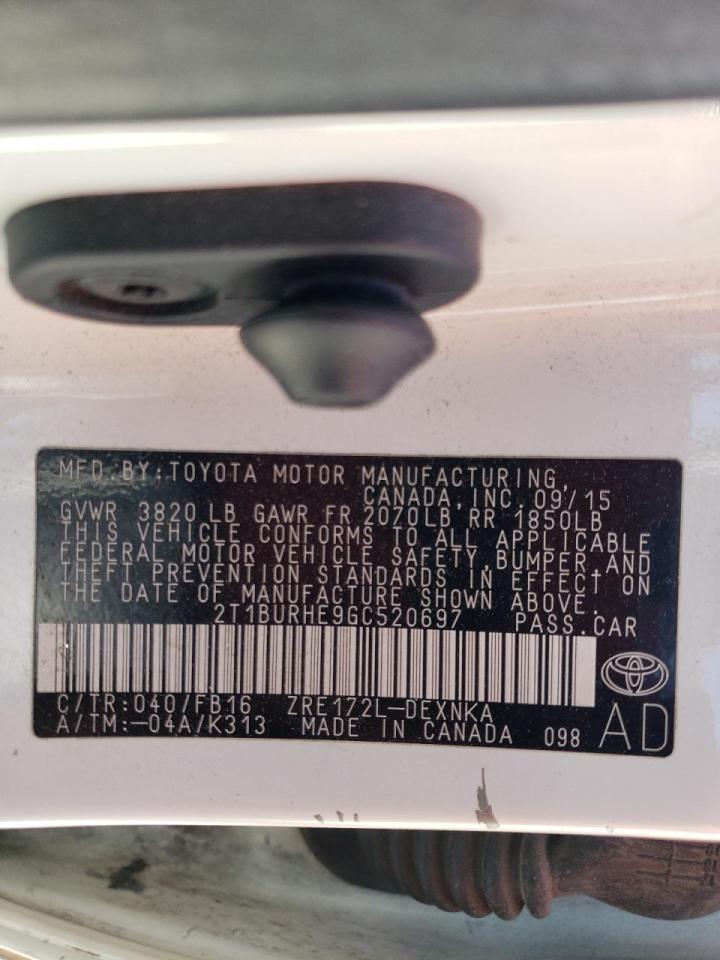 MFD.BY:TOYOTA MOTOR MANUFACTURING,
CANADA,INC. 09/15
GVWR 3820 LB GAWR FR 2070LB RR 1850LB
THIS VEHICLE CONFORMS TO ALL APPLICABLE
FEDERAL MOTOR VEHICLE SAFETY,BUMPER,AND
THEFT PREVENTION STANDARDS IN EFFECT ON
THE DATE OF MANUFACTURE SHOWN ABOVE.
2T1BURHE9GC520697 PASS.CAR
C/TR:040/FB16 ZRE172L-DEXNKA
A/TM:-04A/K313 MADE IN CANADA 098 AD